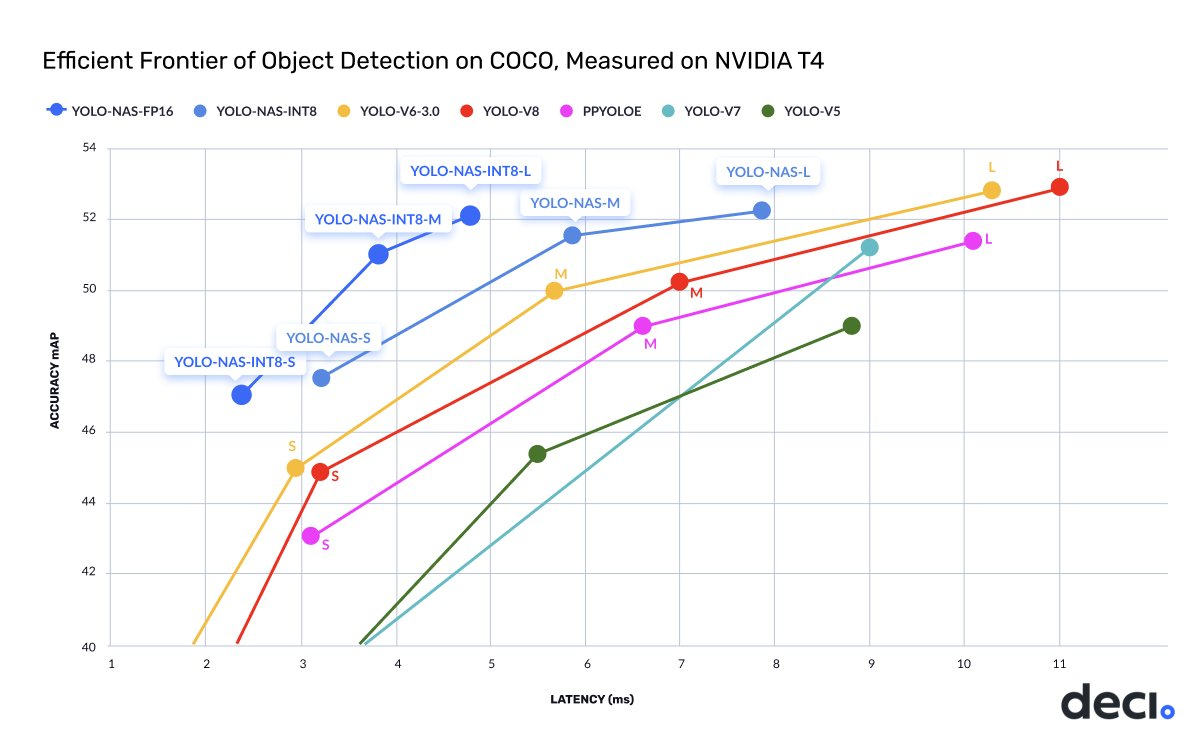 Efficient Frontier of Object Detection on COCO, Measured on NVIDIA T4
YOLO-NAS-FP16 YOLO-NAS-INT8 YOLO-V6-3.0 YOLO-V8 PPYOLOE YOLO-V7 YOLO-V5
54
52
50
48
46
44
42
40
ACCURACY mAP
YOLO-NAS-INT8-L
YOLO-NAS-L
YOLO-NAS-INT8-M
YOLO-NAS-M
YOLO-NAS-S
YOLO-NAS-INT8-S
L
L
L
M
M
M
S
S
S
1 2 3 4 5 6 7 8 9 10 11
LATENCY (ms)
deci.